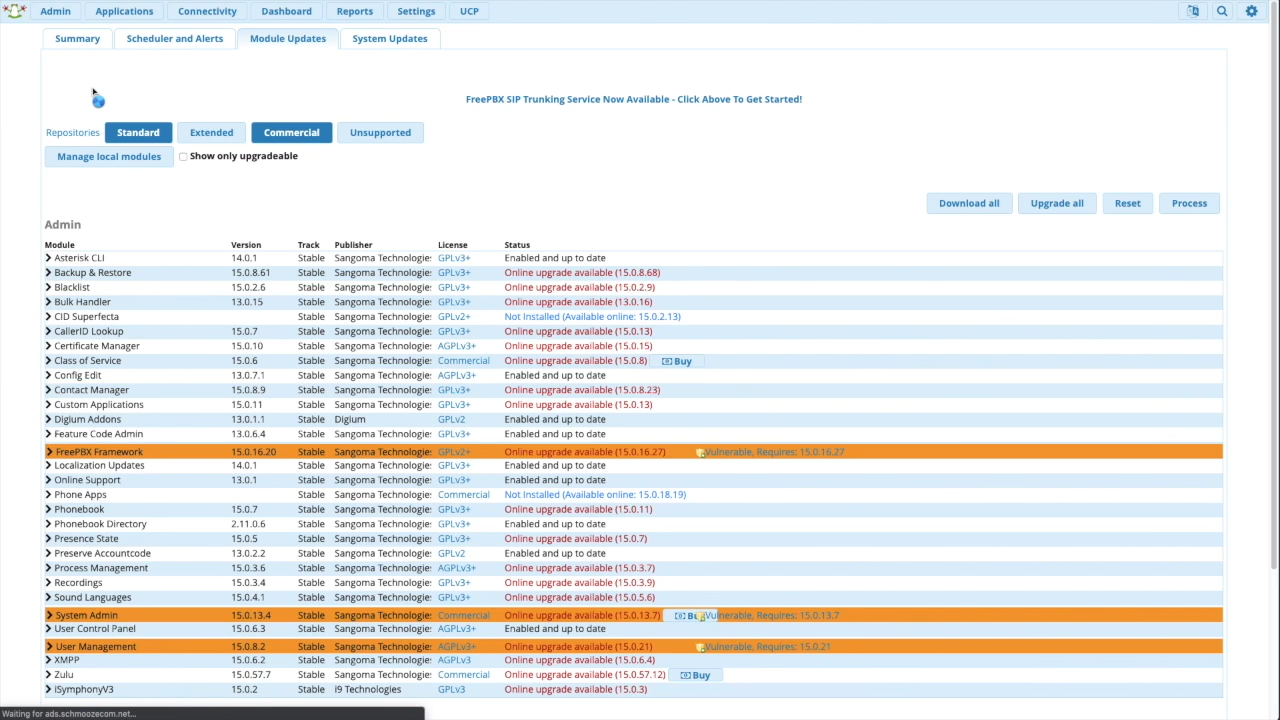 Admin Applications Connectivity Dashboard Reports Settings UCP
Summary Scheduler and Alerts Module Updates System Updates
FreePBX SIP Trunking Service Now Available - Click Above To Get Started!
Repositories Standard Extended Commercial Unsupported
Manage local modules Show only upgradeable
Download all Upgrade all Reset Process
Admin
Module Version Track Publisher License Status
Asterisk CLI 14.0.1 Stable Sangoma Technologie: GPLv3+ Enabled and up to date
Backup & Restore 15.0.8.61 Stable Sangoma Technologie: GPLv3+ Online upgrade available (15.0.8.68)
Blacklist 15.0.2.6 Stable Sangoma Technologie: GPLv3+ Online upgrade available (15.0.2.9)
Bulk Handler 13.0.15 Stable Sangoma Technologie: GPLv3+ Online upgrade available (13.0.16)
CID Superfecta Stable Sangoma Technologie: GPLv2+ Not Installed (Available online: 15.0.2.13)
CallerID Lookup 15.0.7 Stable Sangoma Technologie: GPLv3+ Online upgrade available (15.0.13)
Certificate Manager 15.0.10 Stable Sangoma Technologie: AGPLv3+ Online upgrade available (15.0.15)
Class of Service 15.0.6 Stable Sangoma Technologie: Commercial Online upgrade available (15.0.8) Buy
Config Edit 13.0.7.1 Stable Sangoma Technologie: AGPLv3+ Enabled and up to date
Contact Manager 15.0.8.9 Stable Sangoma Technologie: GPLv3+ Online upgrade available (15.0.8.23)
Custom Applications 15.0.11 Stable Sangoma Technologie: GPLv3+ Online upgrade available (15.0.13)
Digium Addons 13.0.1.1 Stable Digium GPLv2 Enabled and up to date
Feature Code Admin 13.0.6.4 Stable Sangoma Technologie: GPLv3+ Enabled and up to date
FreePBX Framework 15.0.16.20 Stable Sangoma Technologie: GPLv2+ Online upgrade available (15.0.16.27) Vulnerable, Requires: 15.0.16.27
Localization Updates 14.0.1 Stable Sangoma Technologie: GPLv3+ Enabled and up to date
Online Support 13.0.1 Stable Sangoma Technologie: GPLv3+ Enabled and up to date
Phone Apps Stable Sangoma Technologie: Commercial Not Installed (Available online: 15.0.18.19)
Phonebook 15.0.7 Stable Sangoma Technologie: GPLv3+ Online upgrade available (15.0.11)
Phonebook Directory 2.11.0.6 Stable Sangoma Technologie: GPLv3+ Enabled and up to date
Presence State 15.0.5 Stable Sangoma Technologie: GPLv3+ Online upgrade available (15.0.7)
Preserve Accountcode 13.0.2.2 Stable Sangoma Technologie: GPLv2 Enabled and up to date
Process Management 15.0.3.6 Stable Sangoma Technologie: AGPLv3+ Online upgrade available (15.0.3.7)
Recordings 15.0.3.4 Stable Sangoma Technologie: GPLv3+ Online upgrade available (15.0.3.9)
Sound Languages 15.0.4.1 Stable Sangoma Technologie: GPLv3+ Online upgrade available (15.0.5.6)
System Admin 15.0.13.4 Stable Sangoma Technologie: Commercial Online upgrade available (15.0.13.7) Bu Vulnerable, Requires: 15.0.13.7
User Control Panel 15.0.6.3 Stable Sangoma Technologie: AGPLv3+ Enabled and up to date
User Management 15.0.8.2 Stable Sangoma Technologie: AGPLv3+ Online upgrade available (15.0.21) Vulnerable, Requires: 15.0.21
XMPP 15.0.6.2 Stable Sangoma Technologie: AGPLv3 Online upgrade available (15.0.6.4)
Zulu 15.0.57.7 Stable Sangoma Technologie: Commercial Online upgrade available (15.0.57.12) Buy
iSymphonyV3 15.0.2 Stable i9 Technologies GPLv3 Online upgrade available (15.0.3)
Waiting for ads.schmoozecom.net...